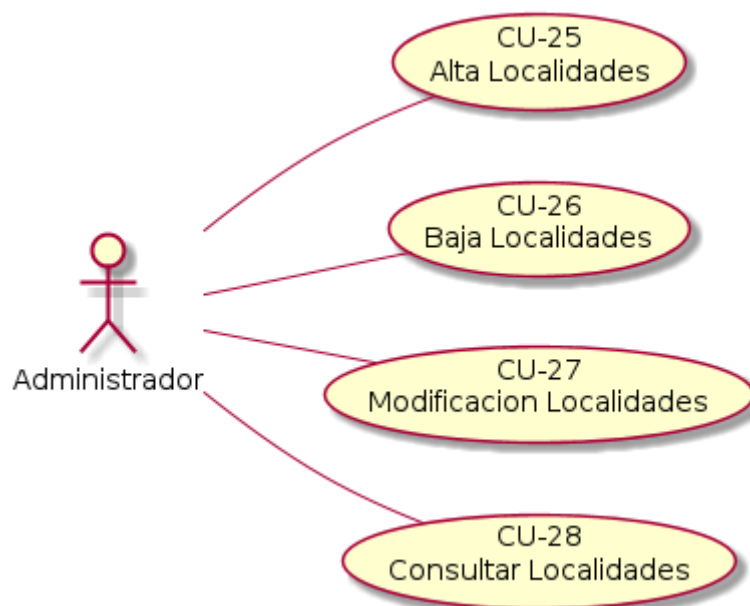 CU-25
Alta Localidades
CU-26
Baja Localidades
CU-27
Modificacion Localidades
Administrador
CU-28
Consultar Localidades